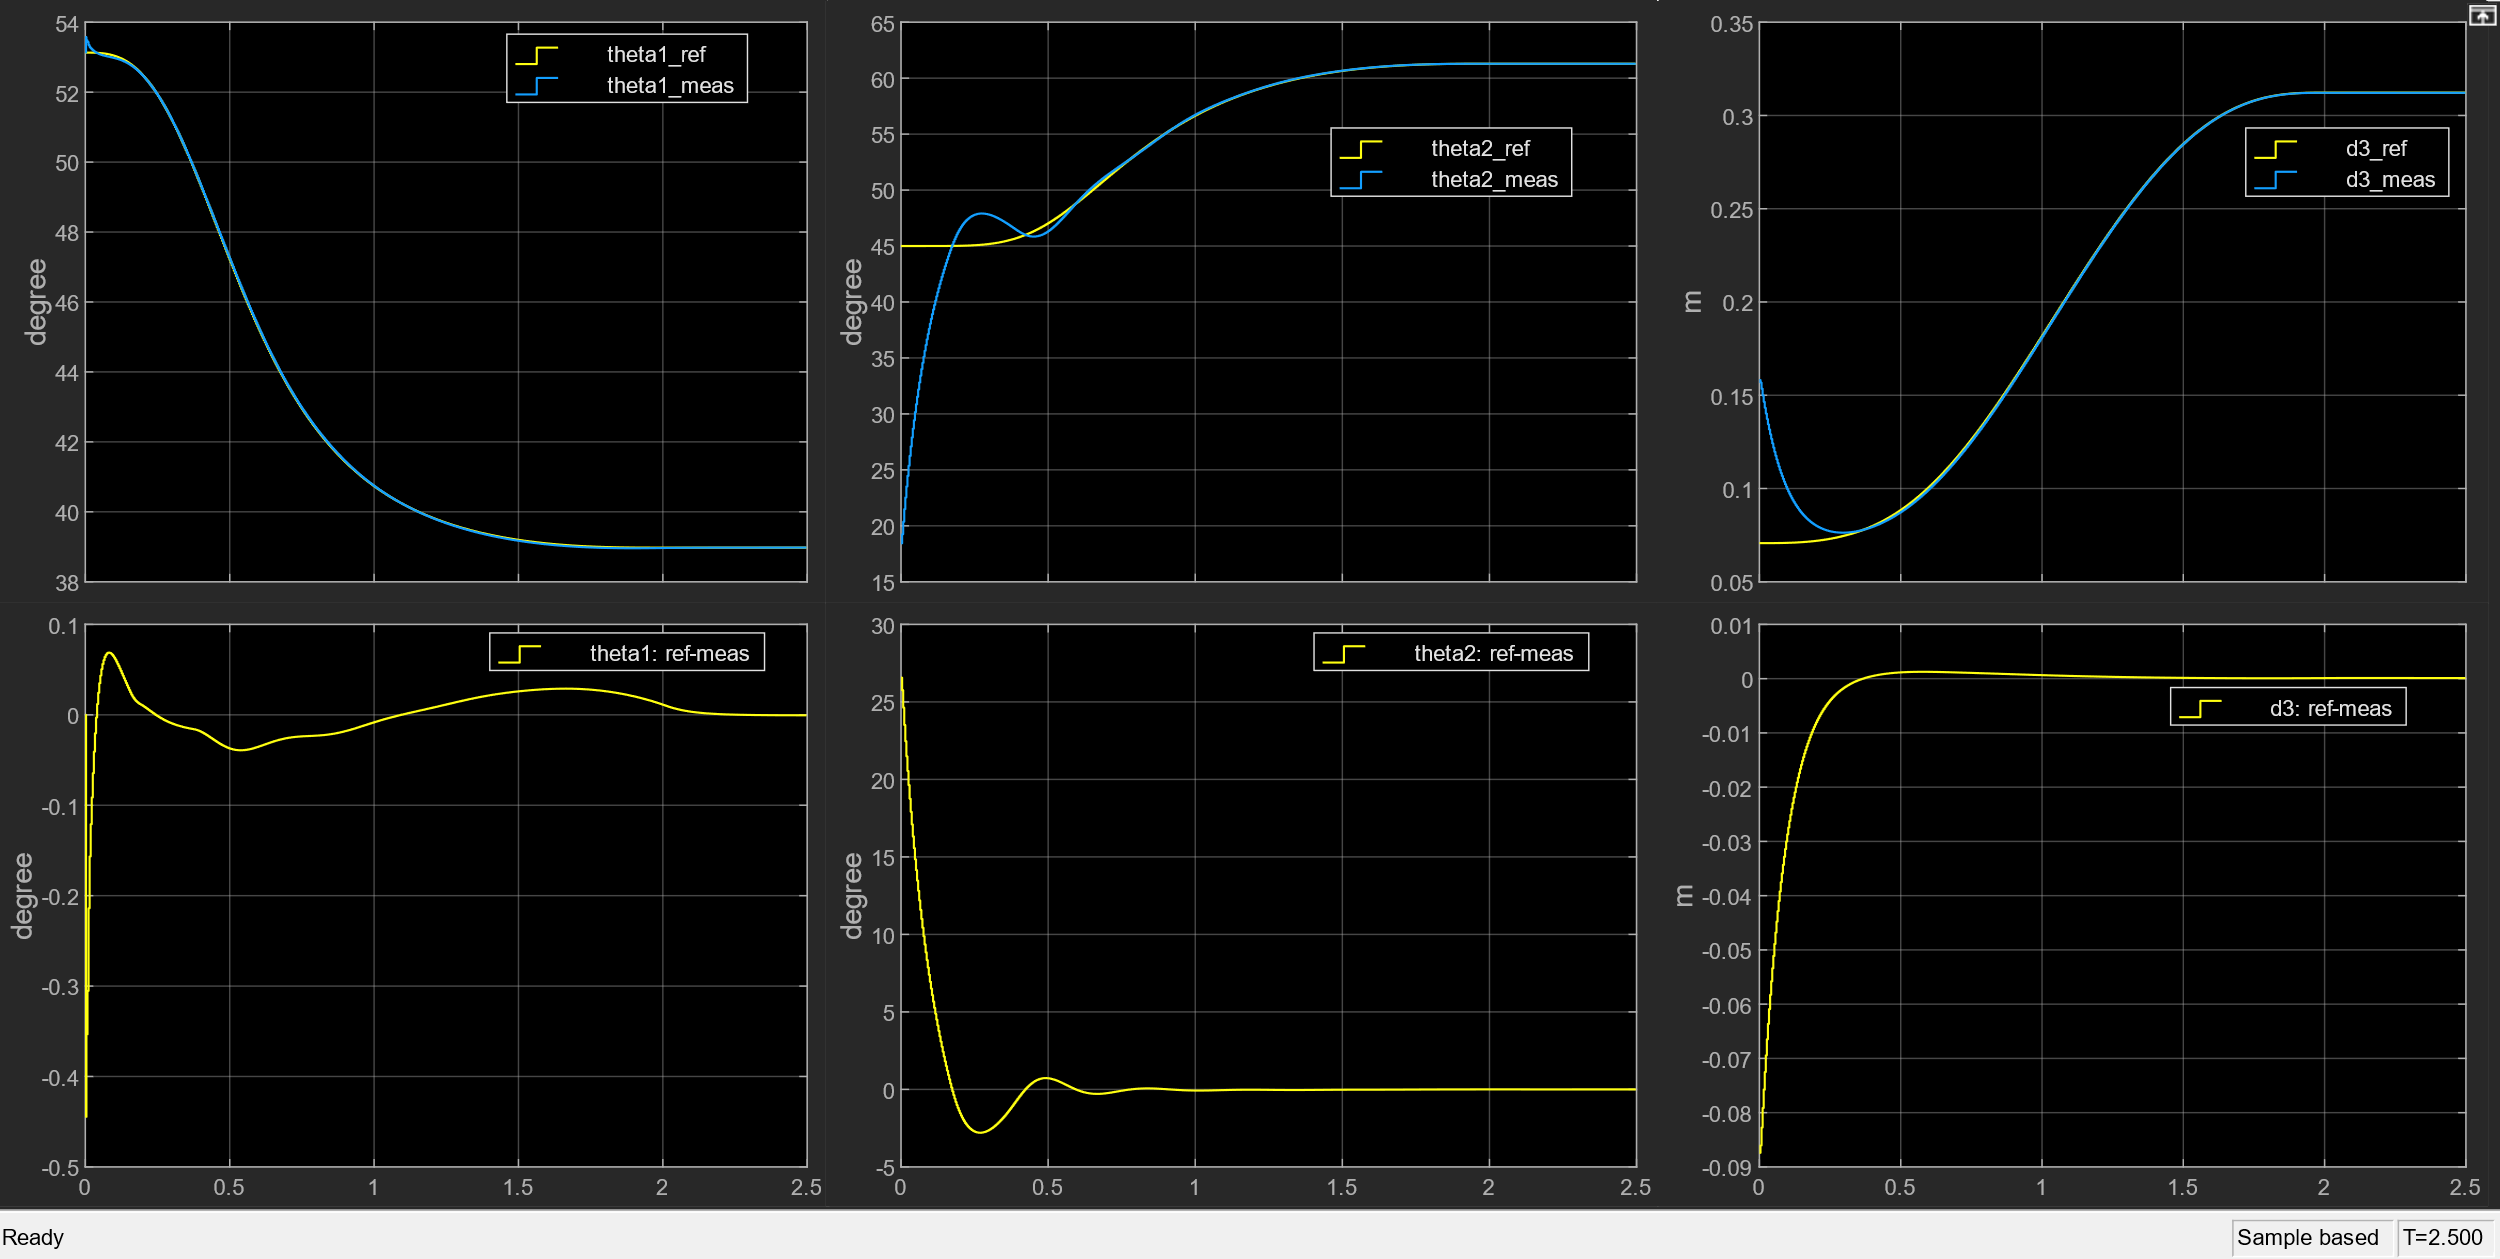 54
52
50
48
46
44
42
40
38
degree
theta1_ref
theta1_meas
65
60
55
50
45
40
35
30
25
20
15
degree
theta2_ref
theta2_meas
0.35
0.3
0.25
0.2
0.15
0.1
0.05
m
d3_ref
d3_meas
0.1
0
-0.1
-0.2
-0.3
-0.4
-0.5
degree
theta1: ref-meas
0 0.5 1 1.5 2 2.5
30
25
20
15
10
5
0
-5
degree
theta2: ref-meas
0 0.5 1 1.5 2 2.5
0.01
0
-0.01
-0.02
-0.03
-0.04
-0.05
-0.06
-0.07
-0.08
-0.09
m
d3: ref-meas
0 0.5 1 1.5 2 2.5
Ready
Sample based T=2.500